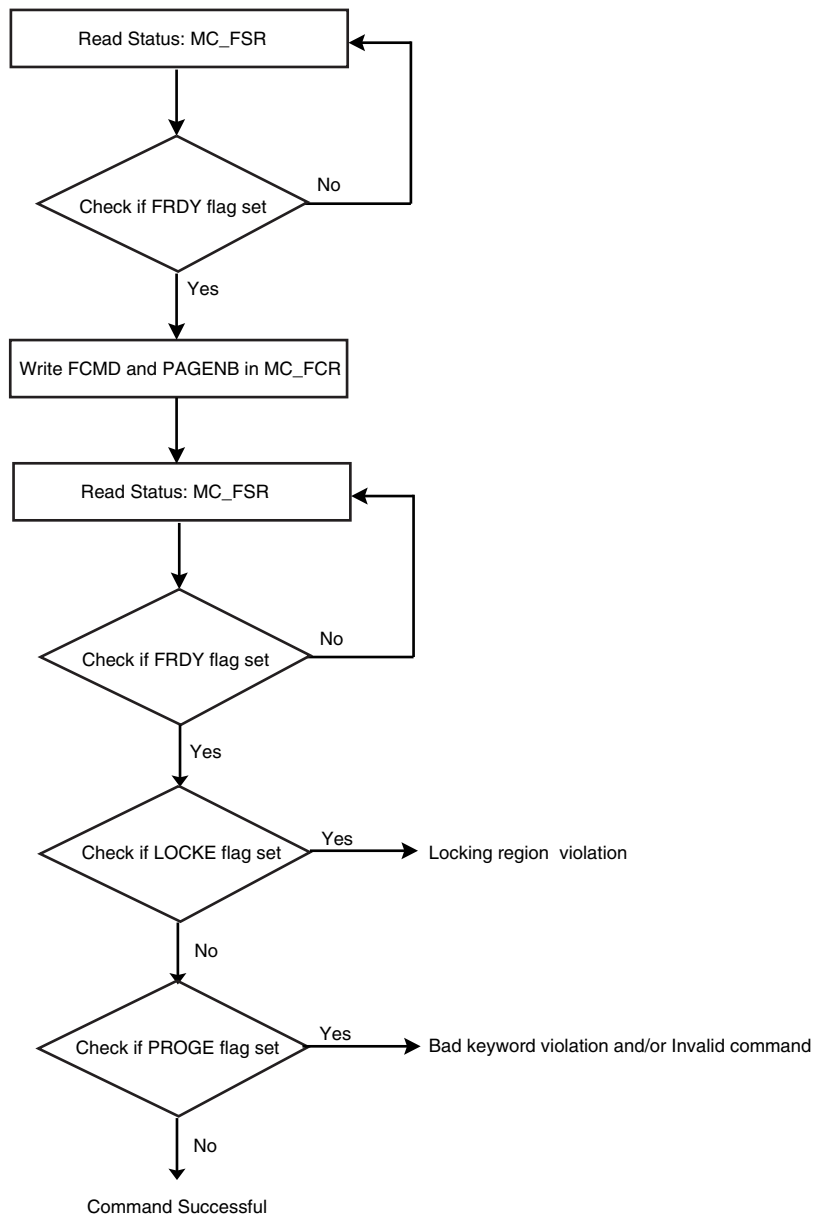 Read Status: MC_FSR
No
Check if FRDY flag set
Yes
Write FCMD and PAGENB in MC_FCR
Read Status: MC_FSR
No
Check if FRDY flag set
Yes
Check if LOCKE flag set
Yes
Locking region  violation
No
Check if PROGE flag set
Yes
Bad keyword violation and/or Invalid command
No
Command Successful